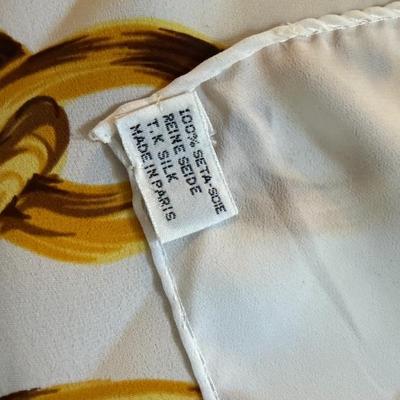 100% SETA-SOIE
REINE SEIDE
T.K SILK
MADE IN PARIS